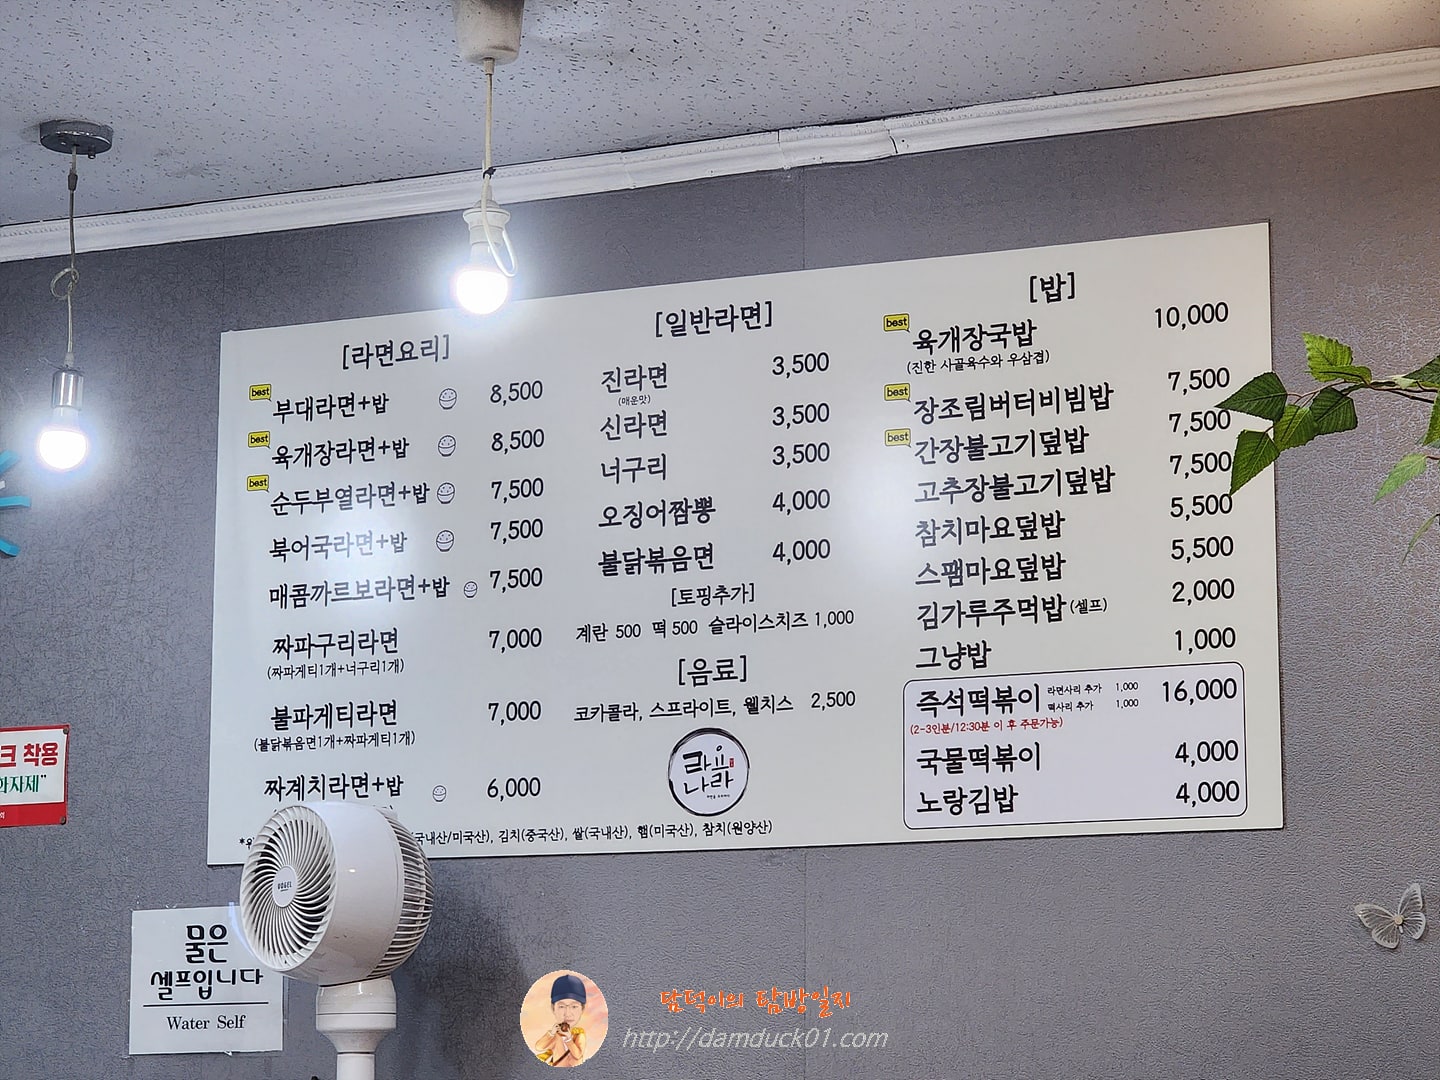 [라면요리]
best 부대라면+밥 8,500
best 육개장라면+밥 8,500
best 순두부열라면+밥 7,500
북어국라면+밥 7,500
매콤까르보라면+밥 7,500
짜파구리라면 7,000
(짜파게티1개+너구리1개)
불파게티라면 7,000
(불닭볶음면1개+짜파게티1개)
짜계치라면+밥 6,000
[일반라면]
진라면 3,500
(매운맛)
신라면 3,500
너구리 3,500
오징어짬뽕 4,000
불닭볶음면 4,000
[토핑추가]
계란 500 떡 500 슬라이스치즈 1,000
[음료]
코카콜라, 스프라이트, 웰치스 2,500
라면
나라
국내산/미국산), 김치(중국산), 쌀(국내산), 햄(미국산), 참치(원양산)
[밥]
best 육개장국밥 10,000
(진한 사골육수와 우삼겹)
best 장조림버터비빔밥 7,500
best 간장불고기덮밥 7,500
고추장불고기덮밥 7,500
참치마요덮밥 5,500
스팸마요덮밥 5,500
김가루주먹밥 (셀프) 2,000
그냥밥 1,000
즉석떡볶이 라면사리 추가 1,000 16,000
떡사리 추가 1,000
(2-3인분/12:30분 이 후 주문가능)
국물떡볶이 4,000
노랑김밥 4,000
크 착용
화자제"
물은
셀프입니다
Water Self
VOGEL
담덕이의 탐방일지
http://damduck01.com